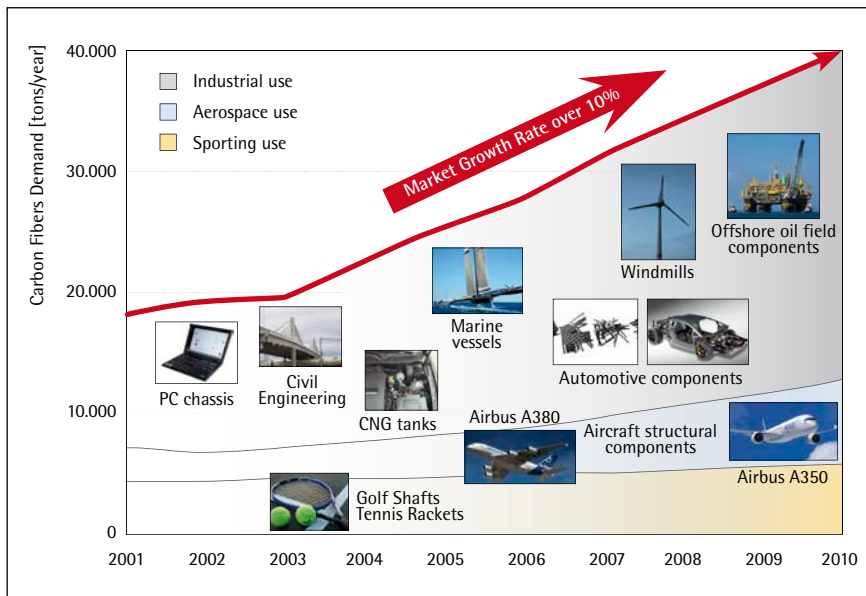 Carbon Fibers Demand [tons/year]
40.000
30.000
20.000
10.000
0
Industrial use
Aerospace use
Sporting use
Market Growth Rate over 10%
Offshore oil field
components
Windmills
Marine
vessels
Automotive components
PC chassis
Civil
Engineering
CNG tanks
Airbus A380
Aircraft structural
components
Airbus A350
Golf Shafts
Tennis Rackets
2001 2002 2003 2004 2005 2006 2007 2008 2009 2010